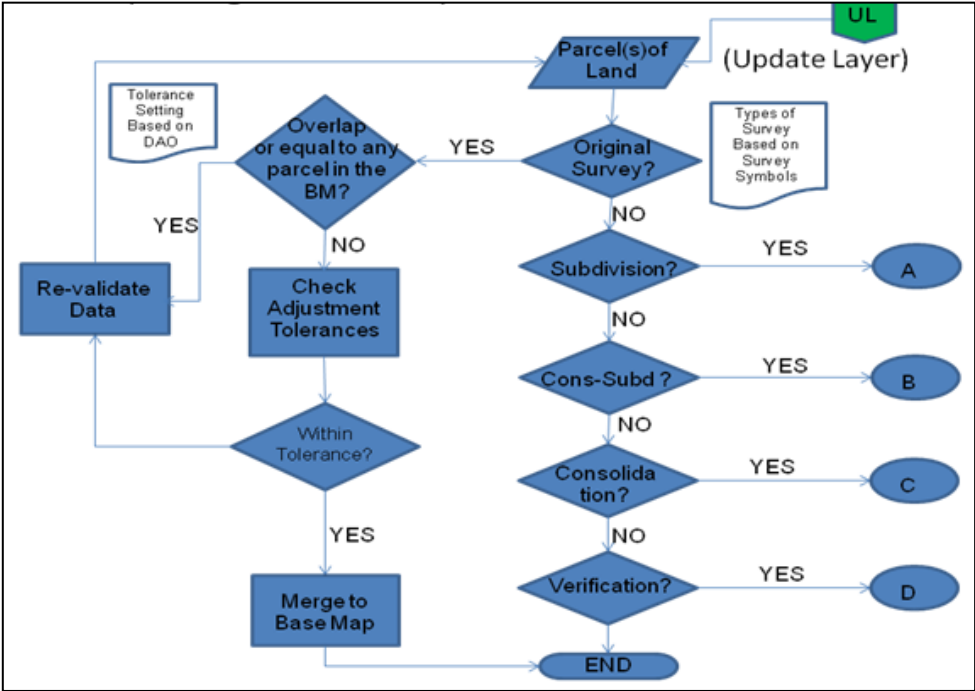 UL
(Update Layer)
Parcel(s)of
Land
Tolerance
Setting
Based on
DAO
Overlap
or equal to any
parcel in the
BM?
YES
Original
Survey?
Types of
Survey
Based on
Survey
Symbols
YES
NO
NO
Re-validate
Data
Check
Adjustment
Tolerances
Subdivision?
YES
A
NO
Cons-Subd ?
YES
B
NO
Within
Tolerance?
Consolida
tion?
YES
C
YES
NO
Merge to
Base Map
Verification?
YES
D
END